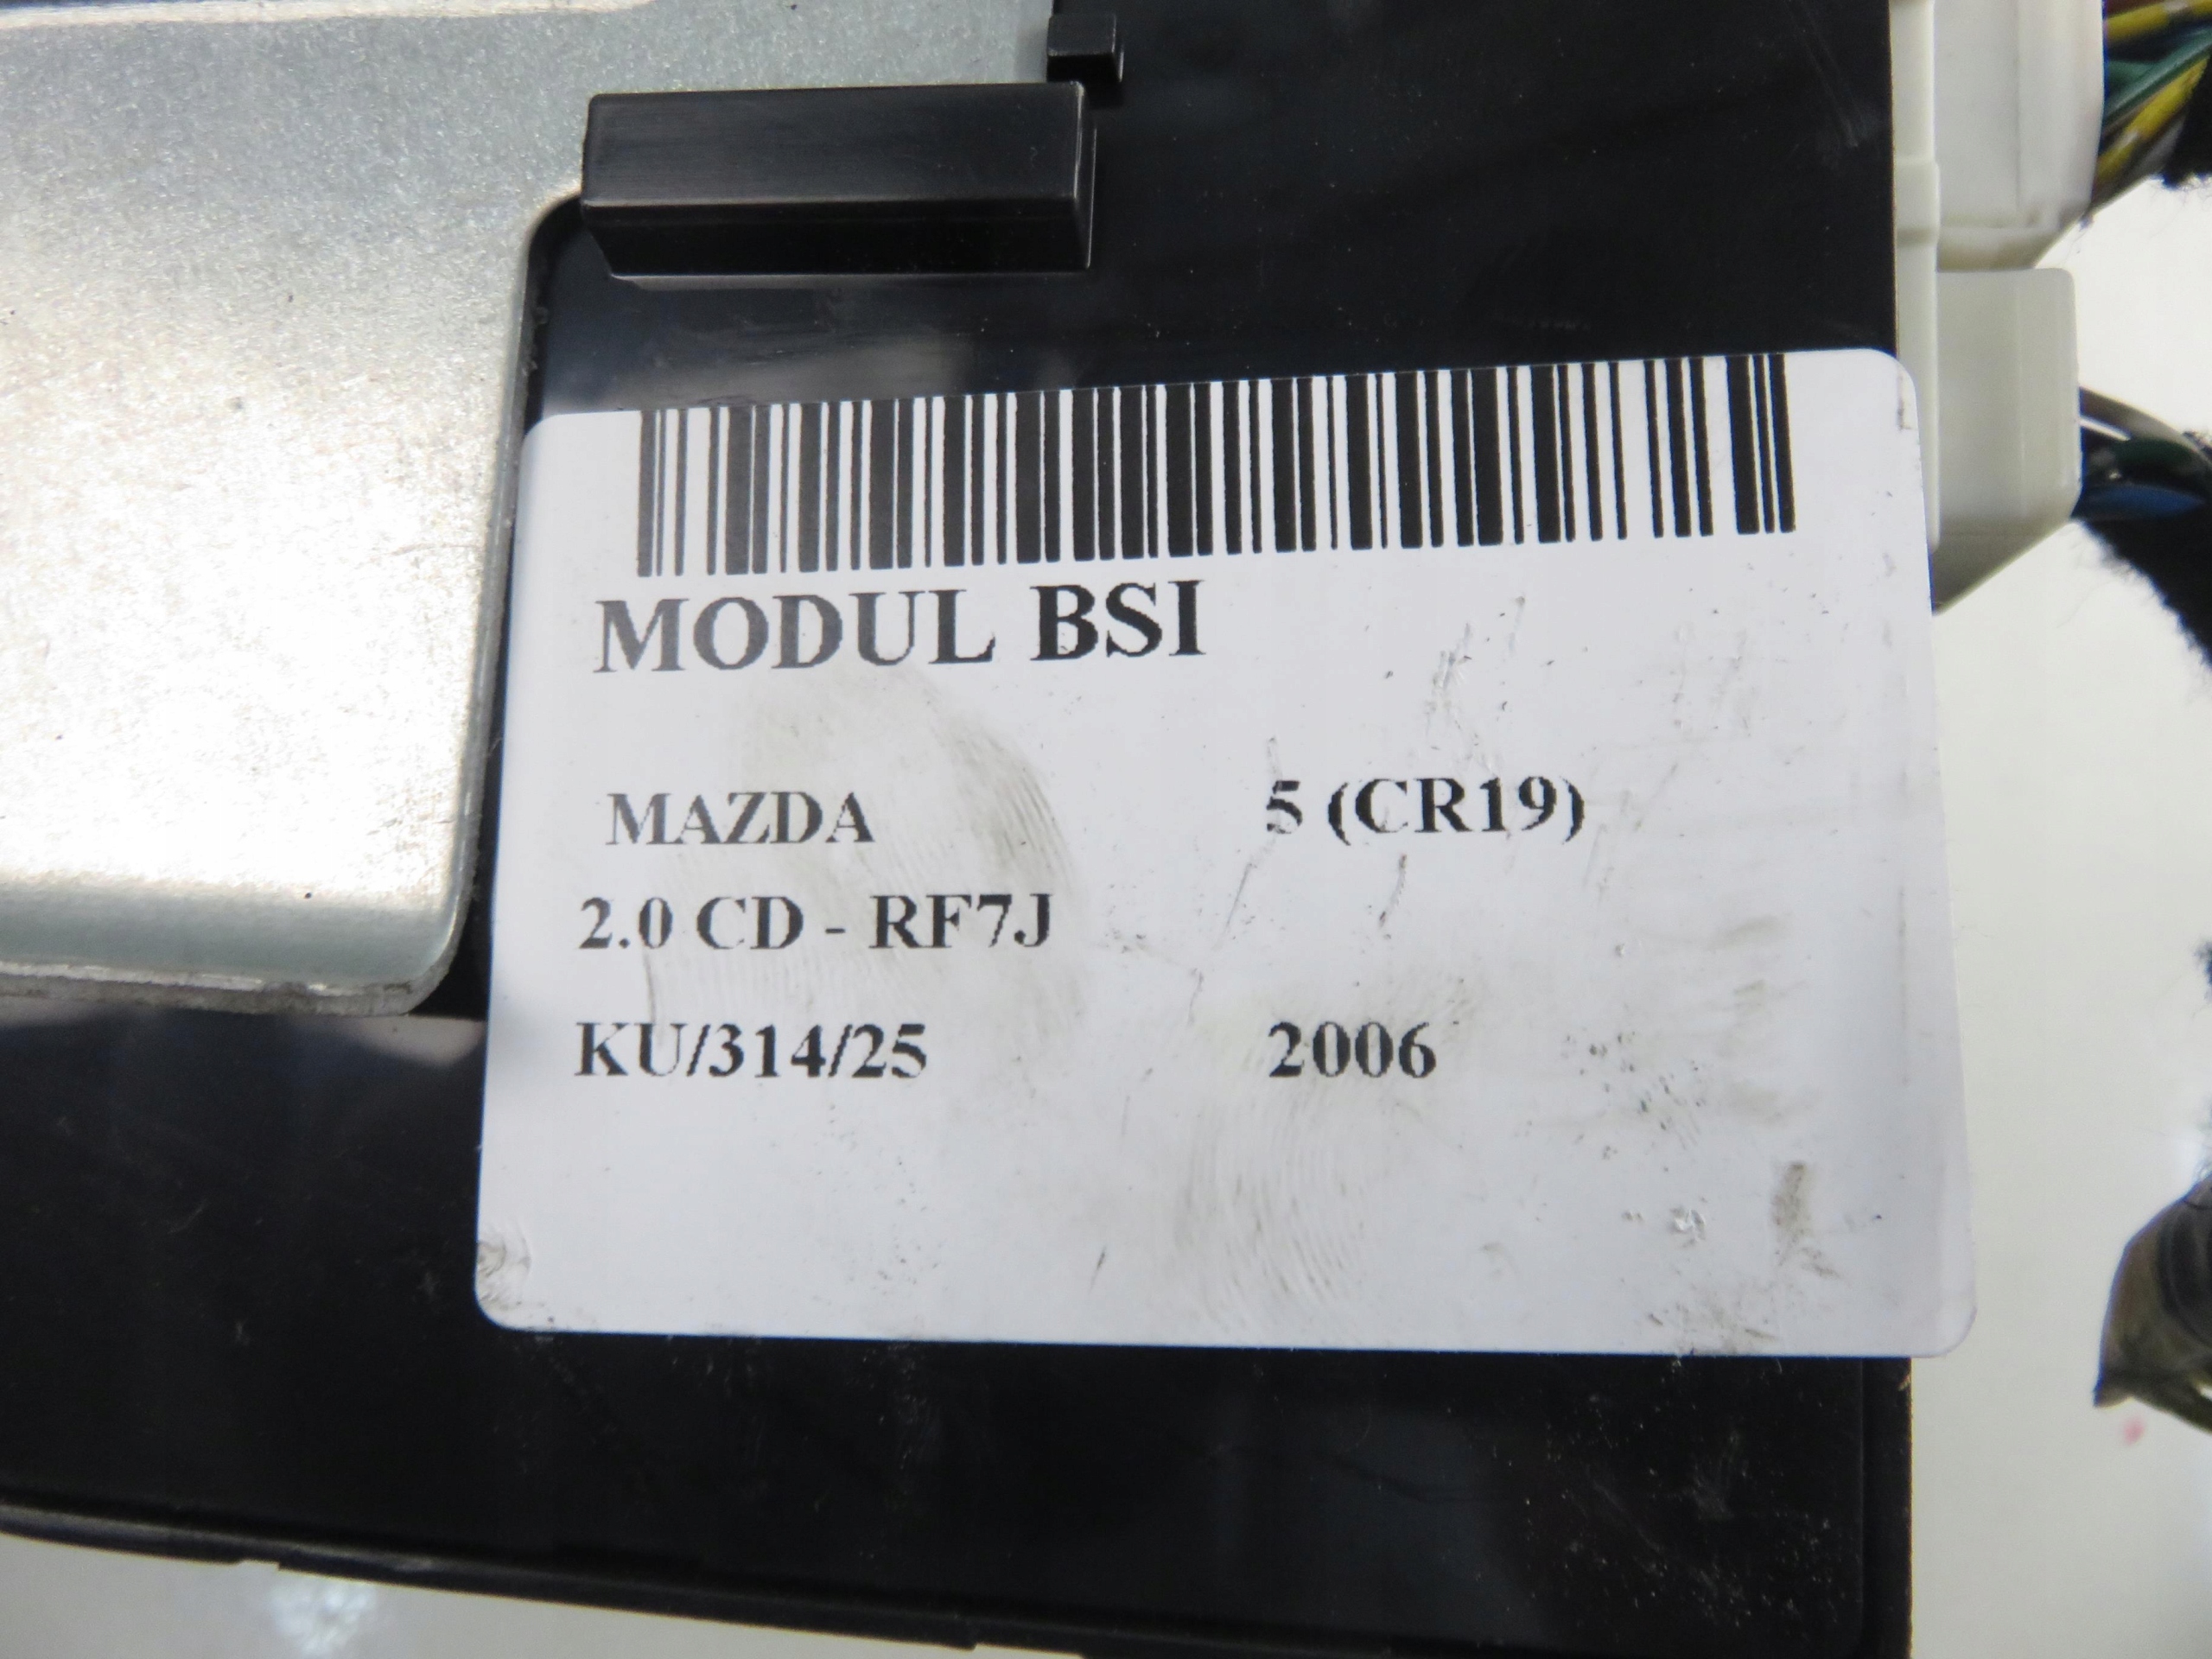 MODUL BSI
MAZDA 5 (CR19)
2.0 CD - RF7J
KU/314/25 2006